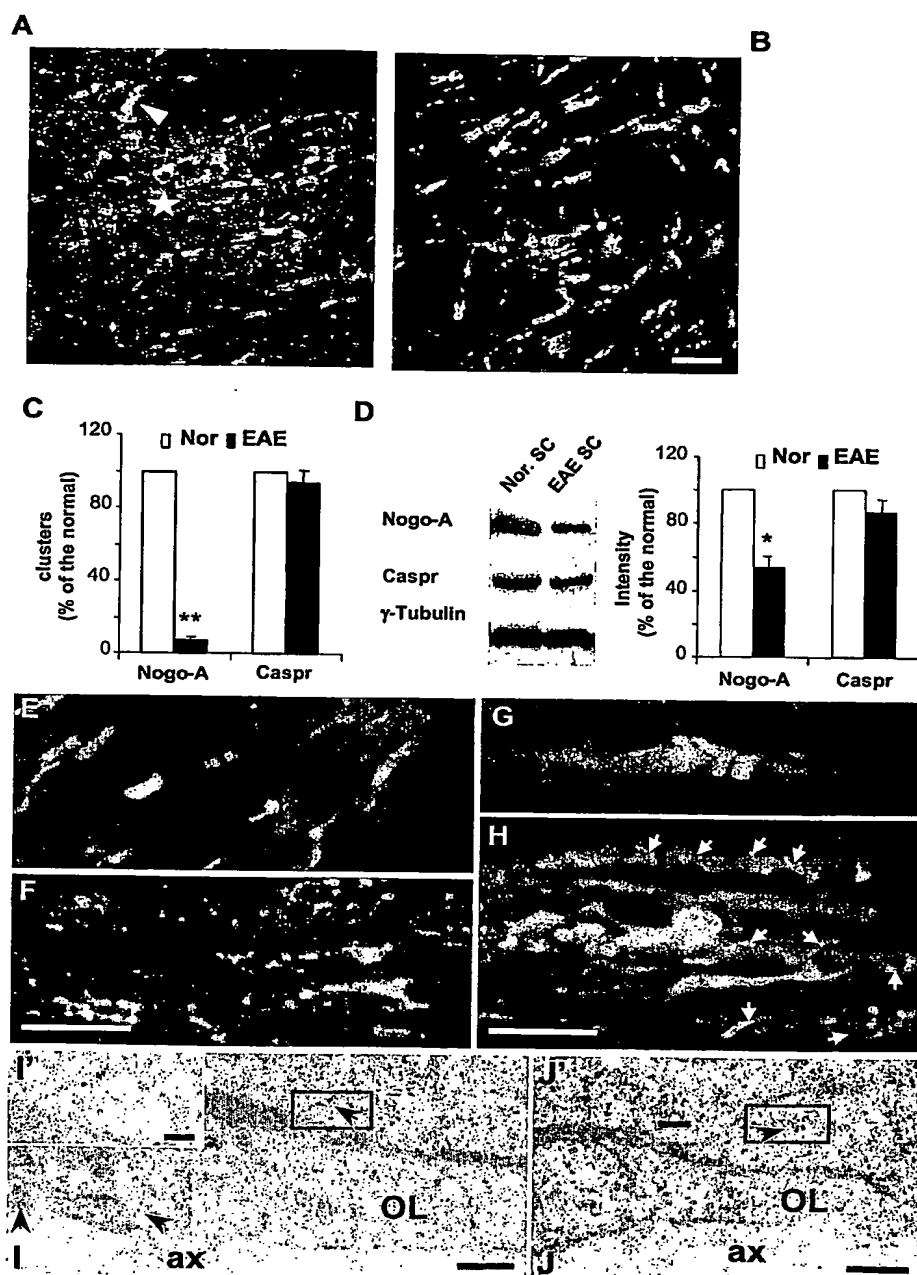 A
B
C
120
80
40
0
clusters
(% of the normal)
Nor EAE
**
Nogo-A Caspr
D
Nor. SC
EAE SC
Nogo-A
Caspr
γ-Tubulin
120
80
40
0
Intensity
(% of the normal)
Nor EAE
*
Nogo-A Caspr
E
G
F
H
I'
OL
I
ax
J'
OL
J
ax